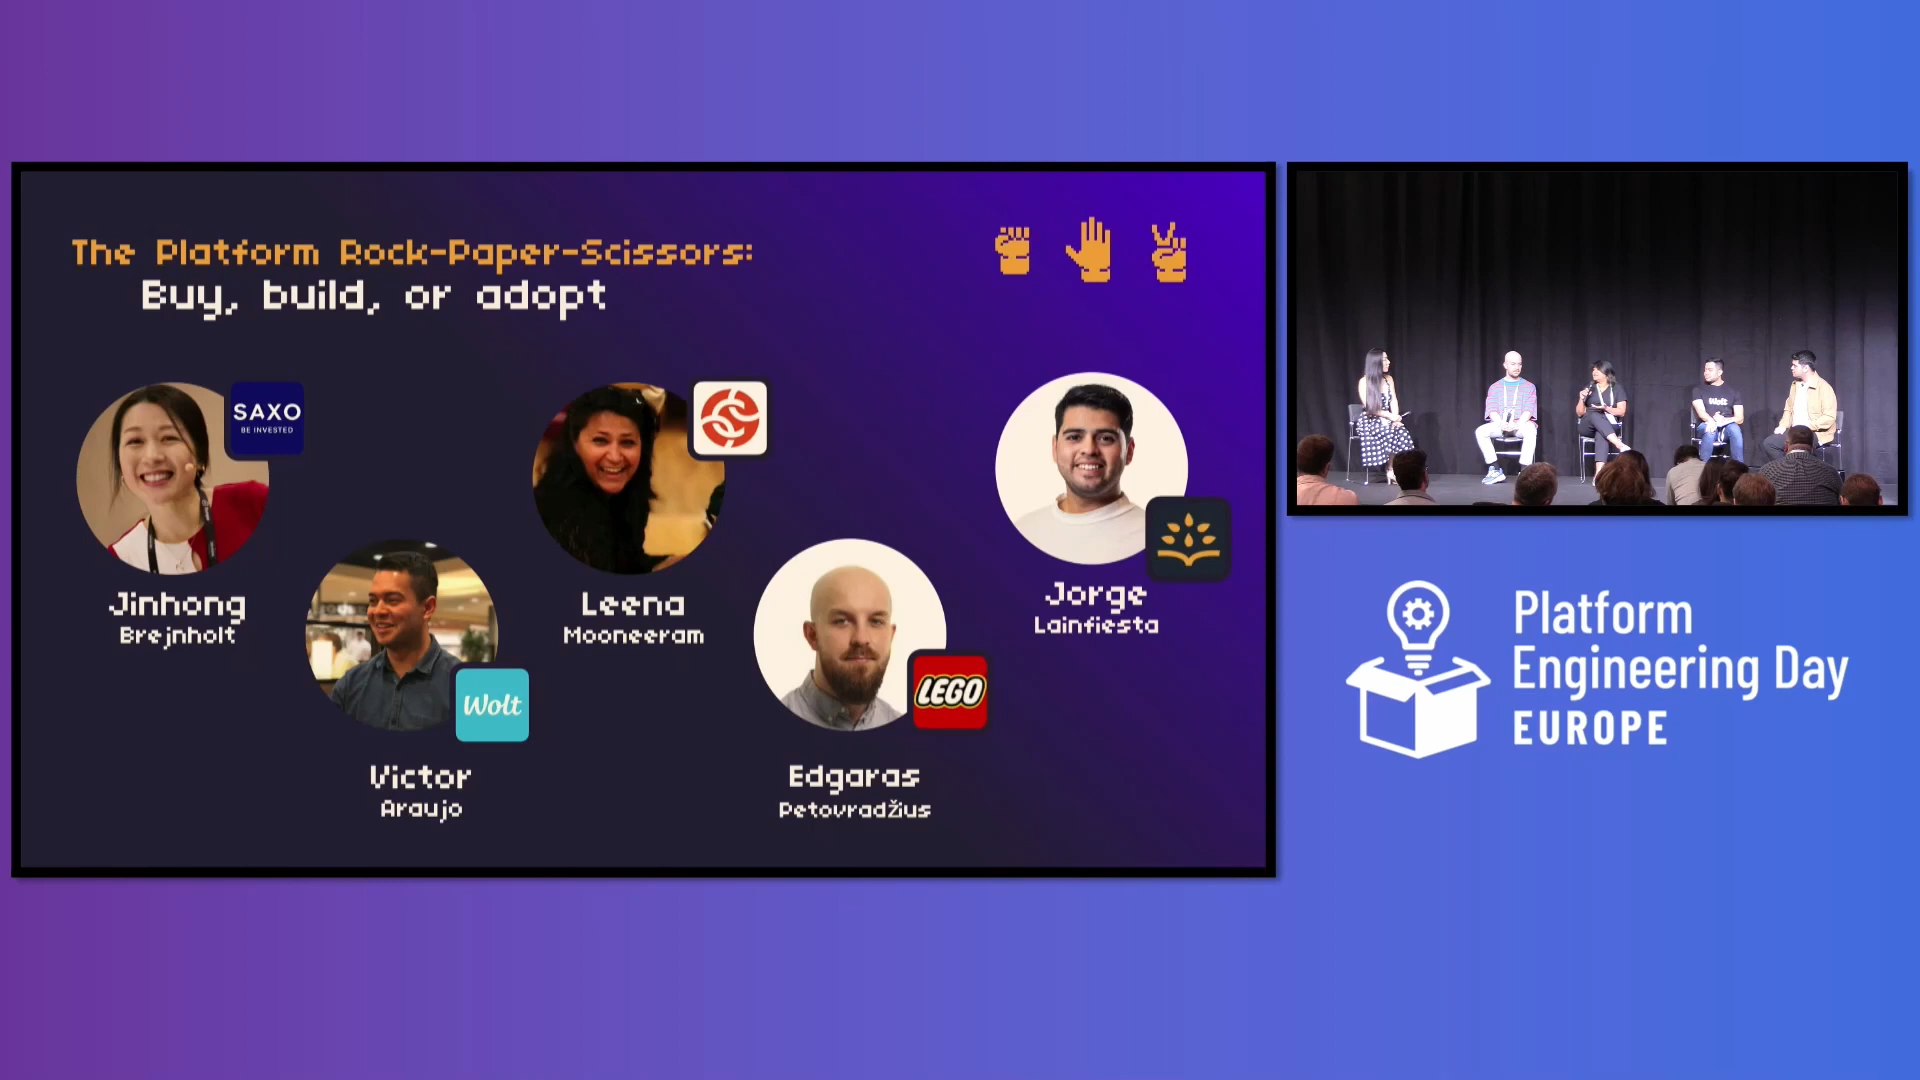 The Platform Rock-Paper-Scissors:
Buy, build, or adopt
SAXO
BE INVESTED
Jinhong
Brejnholt
Wolt
Victor
Araujo
Leena
Mooneeram
LEGO
Edgaras
Petovradžius
Jorge
Lainfiesta
Wolt
Platform
Engineering Day
EUROPE